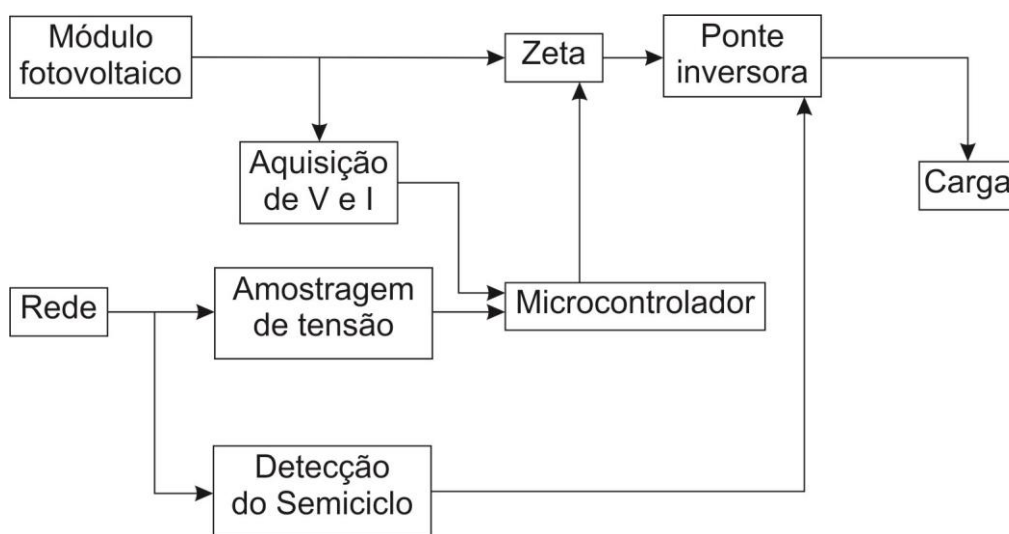 Módulo
fotovoltaico
Zeta
Ponte
inversora
Aquisição
de V e I
Carga
Rede
Amostragem
de tensão
Microcontrolador
Detecção
do Semiciclo